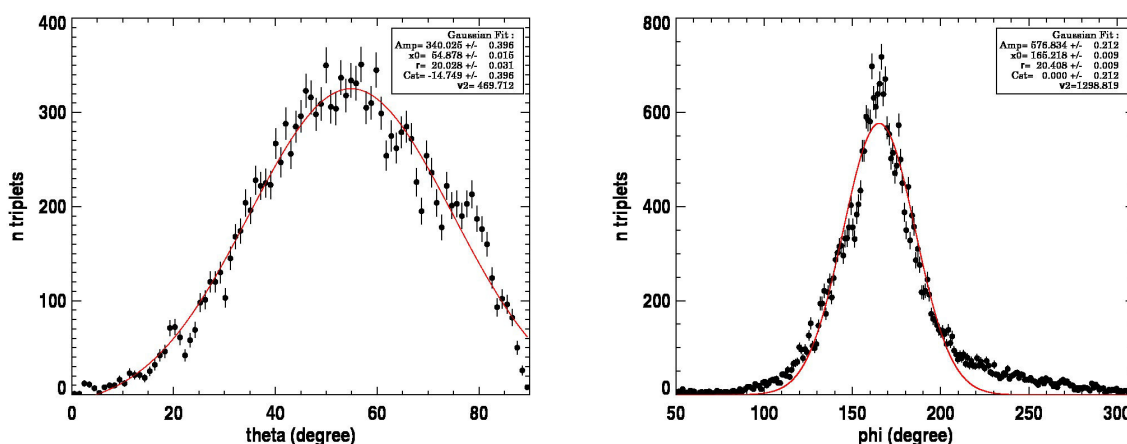 400
300
200
100
0
n triplets
0
20
40
60
80
theta (degree)
Gaussian Fit :
Amp= 340.025 +/- 0.396
x0= 54.878 +/- 0.015
r= 20.028 +/- 0.031
Cst= -14.749 +/- 0.396
v2= 469.712
800
600
400
200
0
n triplets
50
100
150
200
250
300
phi (degree)
Gaussian Fit :
Amp= 576.834 +/- 0.212
x0= 165.218 +/- 0.009
r= 20.408 +/- 0.009
Cst= 0.000 +/- 0.212
v2=1298.819